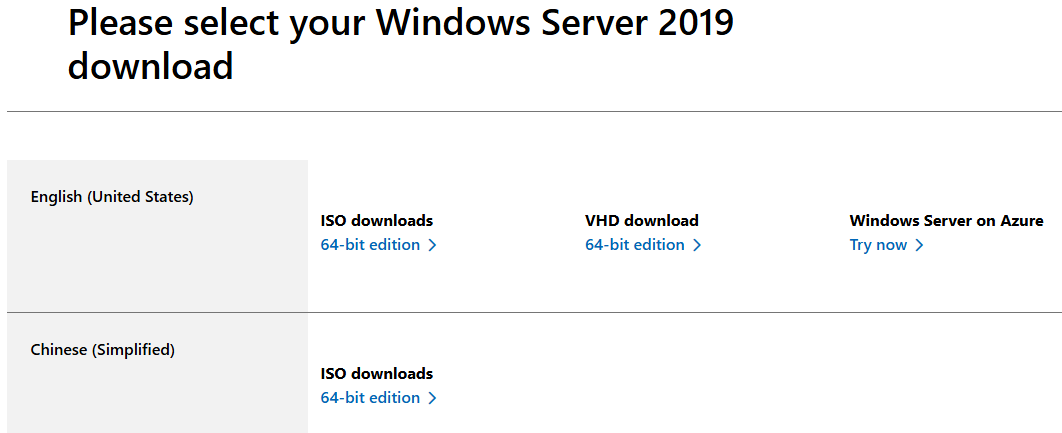 Please select your Windows Server 2019
download
English (United States)
ISO downloads
64-bit edition
VHD download
64-bit edition
Windows Server on Azure
Try now
Chinese (Simplified)
ISO downloads
64-bit edition